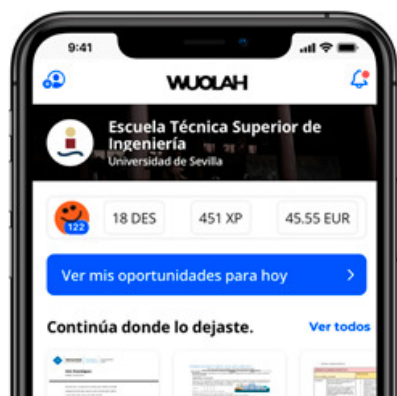 9:41
WUOLAH
Escuela Técnica Superior de
Ingeniería
Universidad de Sevilla
122
18 DES
451 XP
45.55 EUR
Ver mis oportunidades para hoy
Continúa donde lo dejaste.
Ver todos